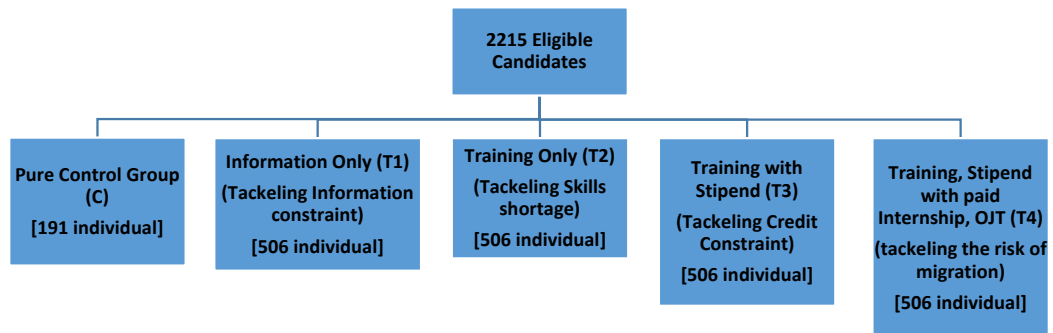 2215 Eligible
Candidates
Pure Control Group
(C)
[191 individual]
Information Only (T1)
(Tackeling Information
constraint)
[506 individual]
Training Only (T2)
(Tackeling Skills
shortage)
[506 individual]
Training with
Stipend (T3)
(Tackeling Credit
Constraint)
[506 individual]
Training, Stipend
with paid
Internship, OJT (T4)
(tackeling the risk of
migration)
[506 individual]